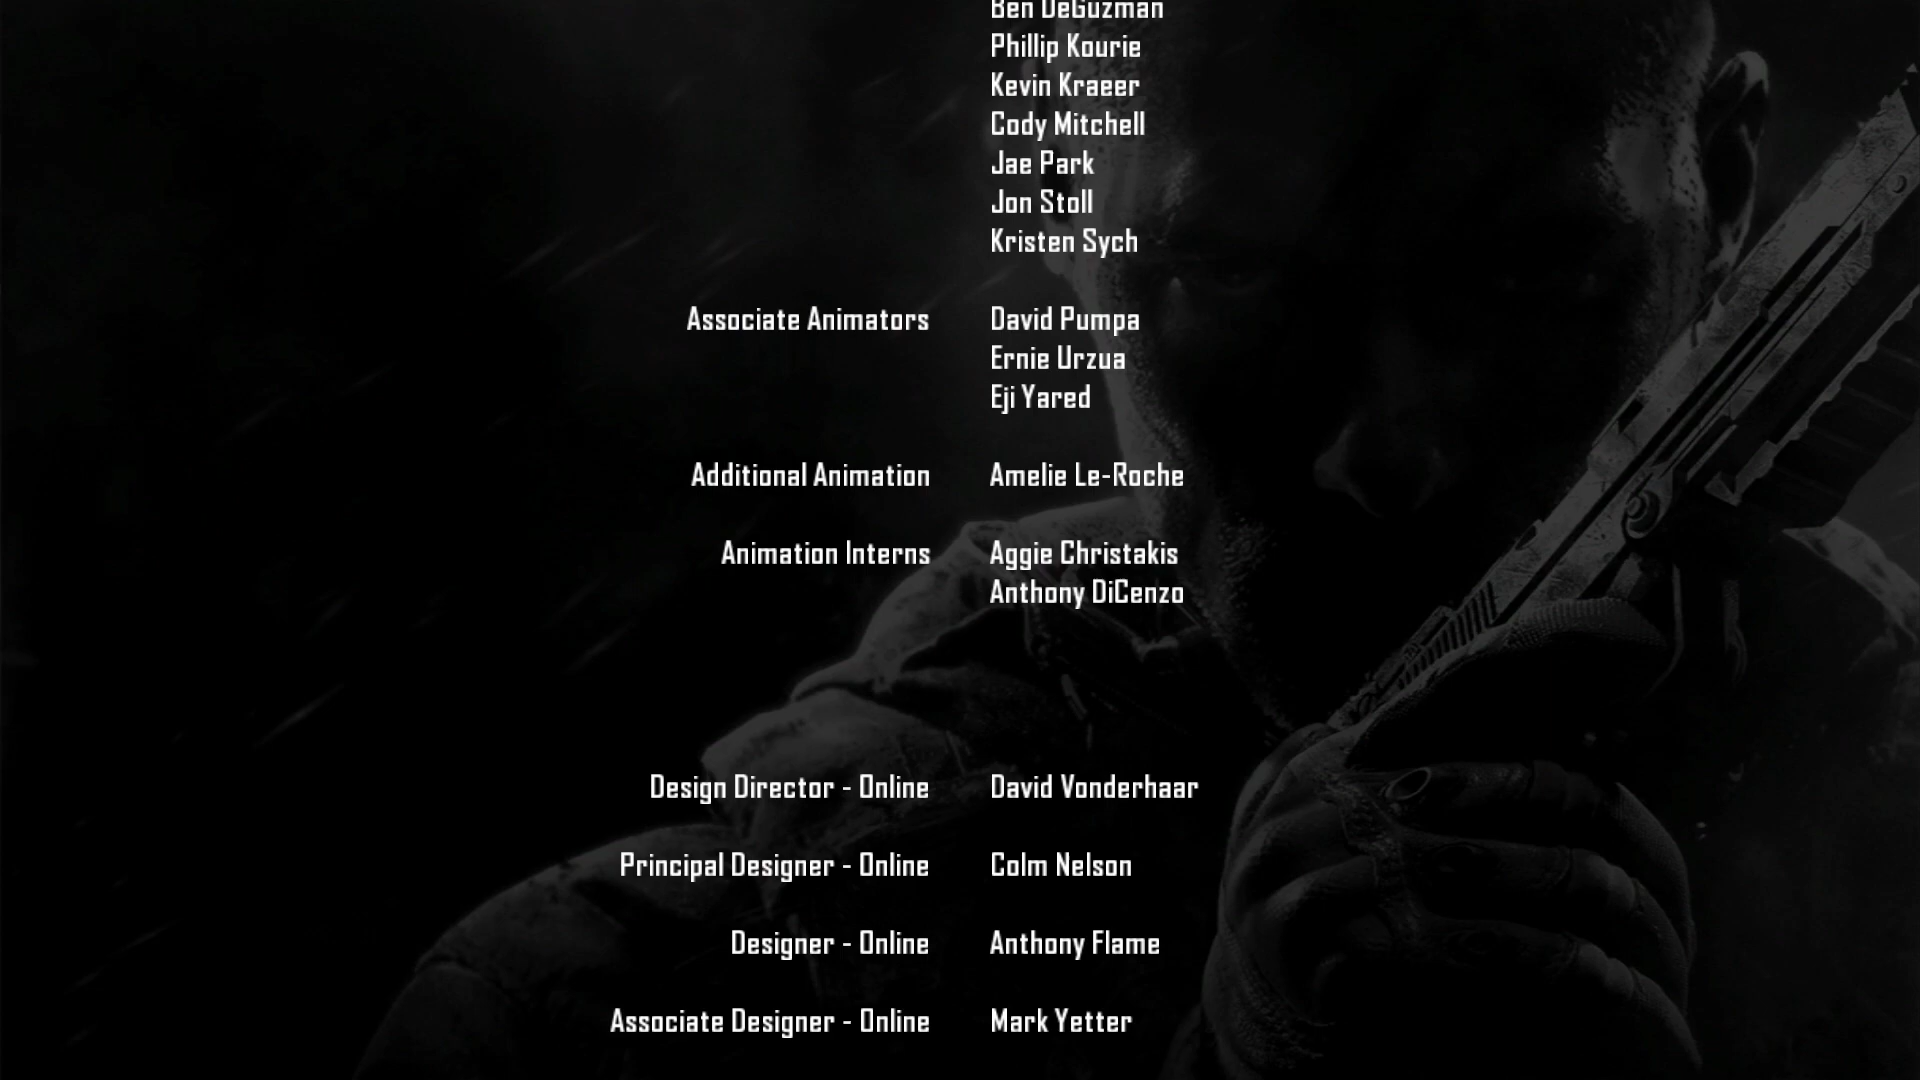 Ben DeGuzman
Phillip Kourie
Kevin Kraeer
Cody Mitchell
Jae Park
Jon Stoll
Kristen Sych
Associate Animators David Pumpa
Ernie Urzua
Eji Yared
Additional Animation Amelie Le-Roche
Animation Interns Aggie Christakis
Anthony DiCenzo
Design Director - Online David Vonderhaar
Principal Designer - Online Colm Nelson
Designer - Online Anthony Flame
Associate Designer - Online Mark Yetter